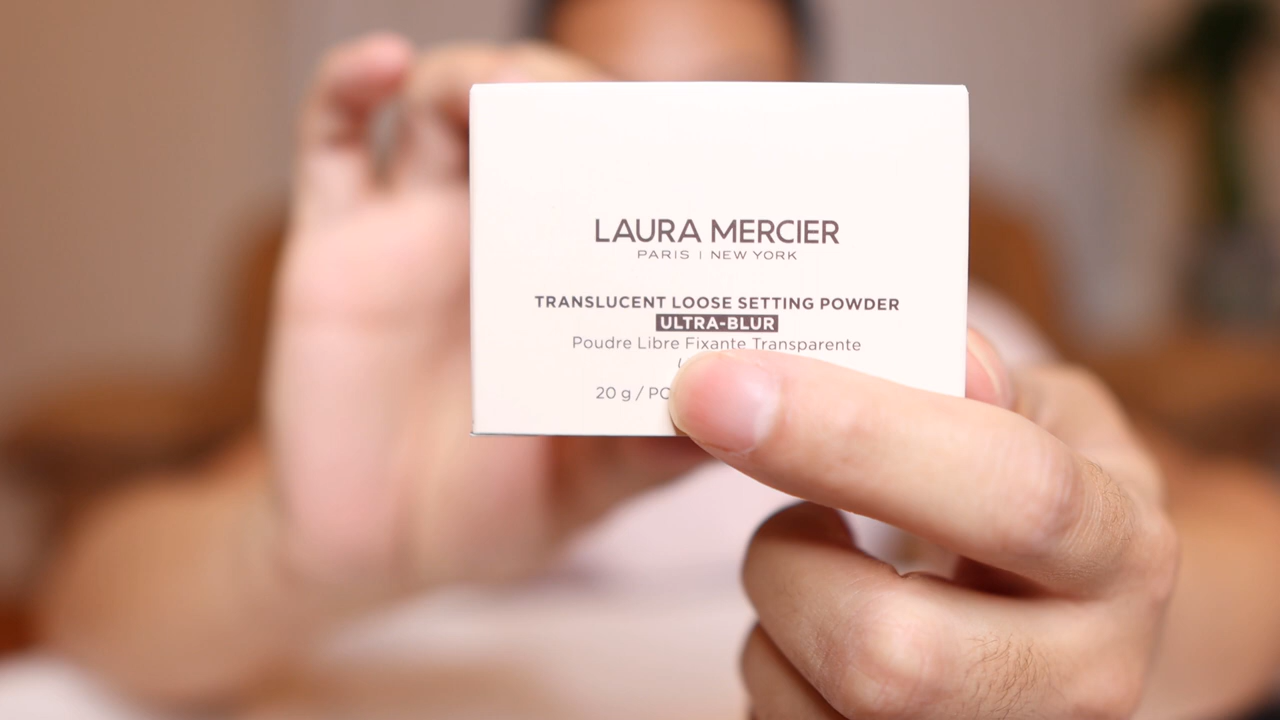 LAURA MERCIER
PARIS | NEW YORK
TRANSLUCENT LOOSE SETTING POWDER
ULTRA-BLUR
Poudre Libre Fixante Transparente
20 g /